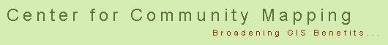 Center for Community Mapping
Broadening GIS Benefits...